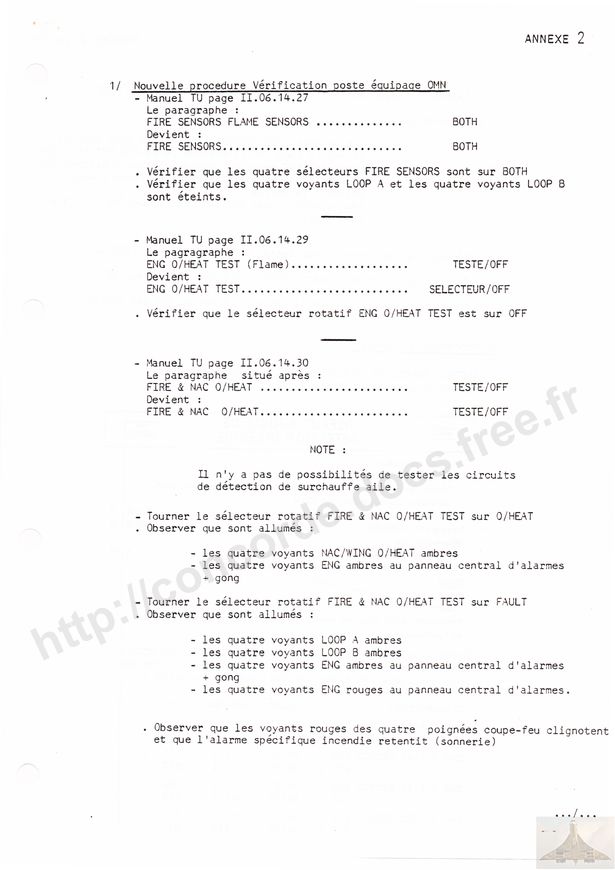 ANNEXE 2
1/ Nouvelle procedure Vérification poste équipage OMN
- Manuel TU page II.06.14.27
Le paragraphe :
FIRE SENSORS FLAME SENSORS .............. BOTH
Devient :
FIRE SENSORS............................. BOTH
. Vérifier que les quatre sélecteurs FIRE SENSORS sont sur BOTH
. Vérifier que les quatre voyants LOOP A et les quatre voyants LOOP B
sont éteints.
- Manuel TU page II.06.14.29
Le pagragraphe :
ENG O/HEAT TEST (Flame)................... TESTE/OFF
Devient :
ENG O/HEAT TEST........................... SELECTEUR/OFF
. Vérifier que le sélecteur rotatif ENG O/HEAT TEST est sur OFF
- Manuel TU page II.06.14.30
Le paragraphe situé après :
FIRE & NAC O/HEAT ........................ TESTE/OFF
Devient :
FIRE & NAC O/HEAT........................ TESTE/OFF
NOTE :
Il n'y a pas de possibilités de tester les circuits
de détection de surchauffe aile.
- Tourner le sélecteur rotatif FIRE & NAC O/HEAT TEST sur O/HEAT
. Observer que sont allumés :
- les quatre voyants NAC/WING O/HEAT ambres
- les quatre voyants ENG ambres au panneau central d'alarmes
+ gong
- Tourner le sélecteur rotatif FIRE & NAC O/HEAT TEST sur FAULT
. Observer que sont allumés :
- les quatre voyants LOOP A ambres
- les quatre voyants LOOP B ambres
- les quatre voyants ENG ambres au panneau central d'alarmes
+ gong
- les quatre voyants ENG rouges au panneau central d'alarmes.
. Observer que les voyants rouges des quatre poignées coupe-feu clignotent
et que l'alarme spécifique incendie retentit (sonnerie)
.../...
http://concorde.docs.free.fr